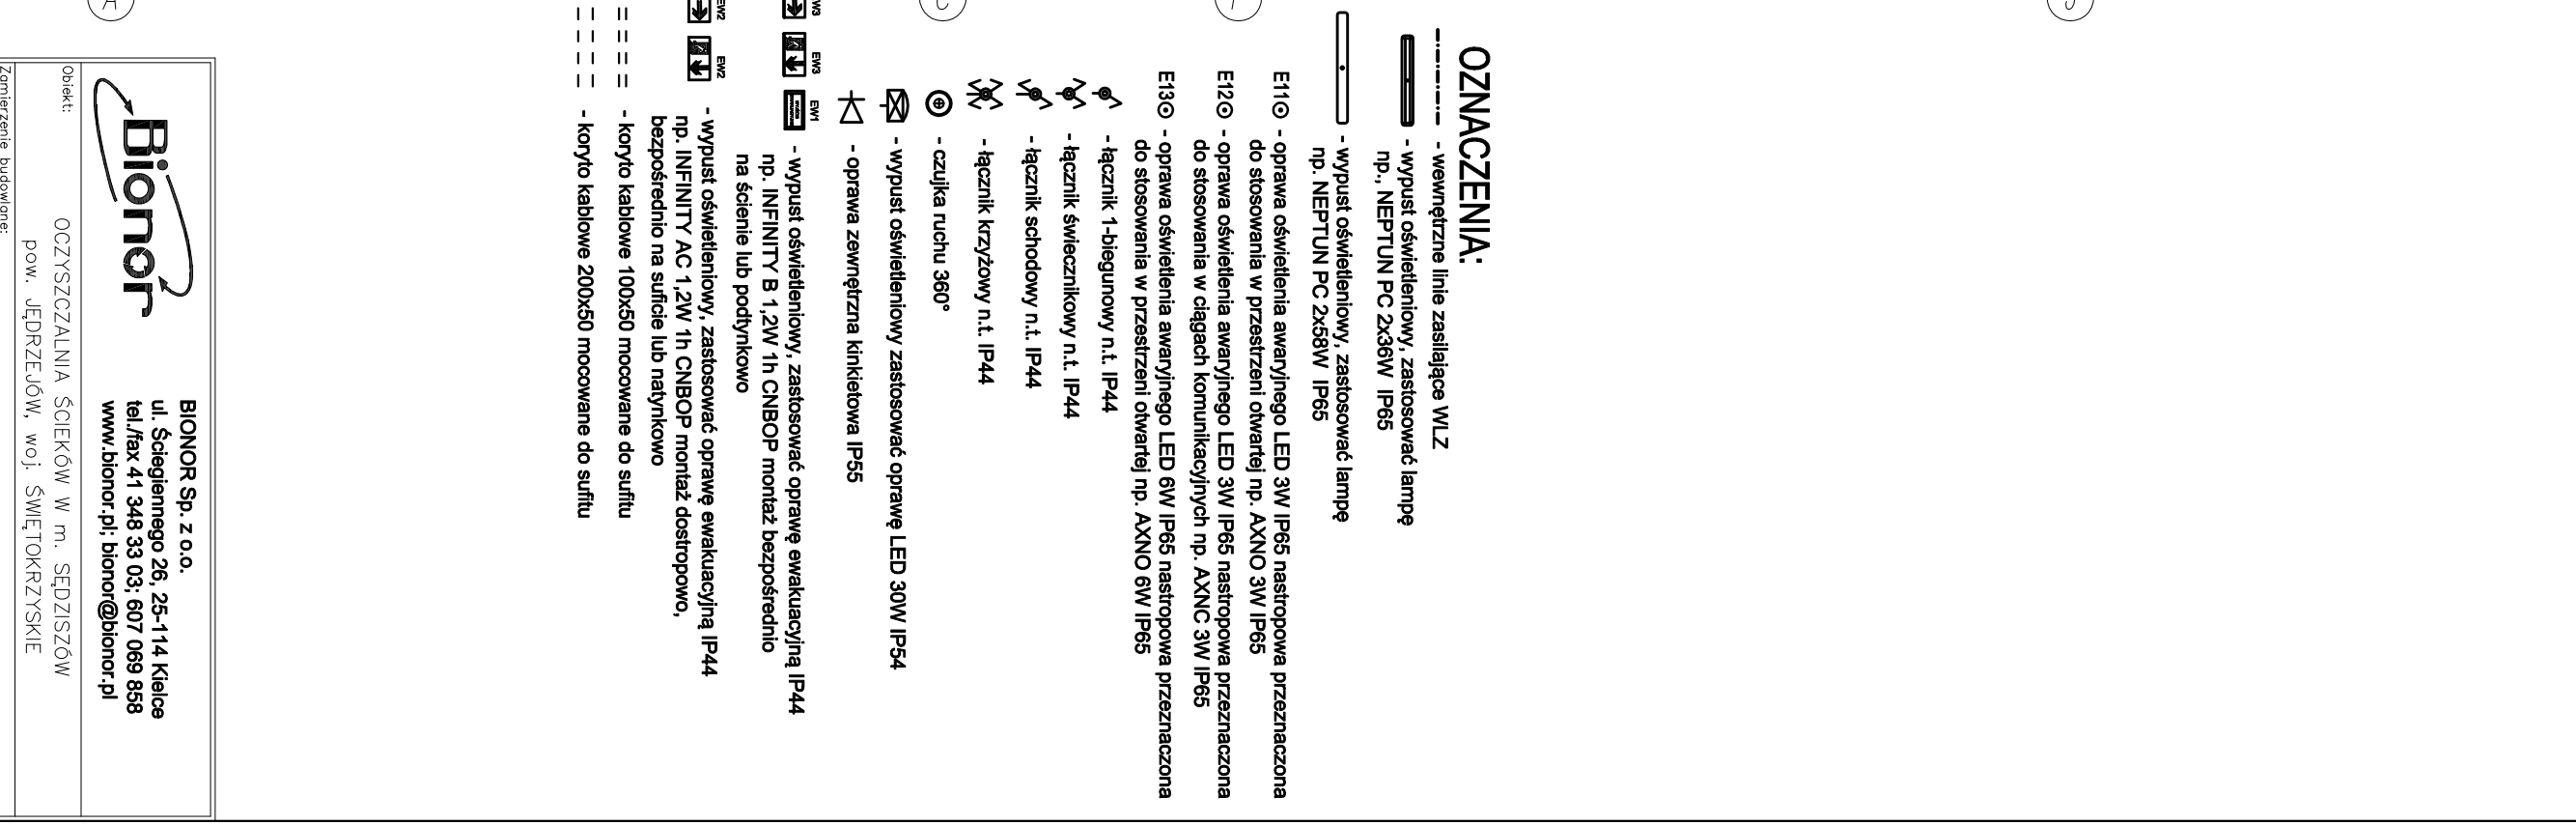 OZNACZENIA:
- wewnętrzne linie zasilające WLZ
- wypust oświetleniowy, zastosować lampę
np., NEPTUN PC 2x36W IP65
- wypust oświetleniowy, zastosować lampę
np. NEPTUN PC 2x58W IP65
E11 - oprawa oświetlenia awaryjnego LED 3W IP65 nastropowa przeznaczona
do stosowania w przestrzeni otwartej np. AXNO 3W IP65
E12 - oprawa oświetlenia awaryjnego LED 3W IP65 nastropowa przeznaczona
do stosowania w ciągach komunikacyjnych np. AXNC 3W IP65
E13 - oprawa oświetlenia awaryjnego LED 6W IP65 nastropowa przeznaczona
do stosowania w przestrzeni otwartej np. AXNO 6W IP65
- łącznik 1-biegunowy n.t. IP44
- łącznik świecznikowy n.t. IP44
- łącznik schodowy n.t. IP44
- łącznik krzyżowy n.t. IP44
- czujka ruchu 360°
- wypust oświetleniowy zastosować oprawę LED 30W IP54
- oprawa zewnętrzna kinkietowa IP55
EW3 EW3 EW1 - wypust oświetleniowy, zastosować oprawę ewakuacyjną IP44
np. INFINITY B 1,2W 1h CNBOP montaż bezpośrednio
na ścienie lub podtynkowo
EW2 EW2 - wypust oświetleniowy, zastosować oprawę ewakuacyjną IP44
np. INFINITY AC 1,2W 1h CNBOP montaż dostropowo,
bezpośrednio na suficie lub natynkowo
- koryto kablowe 100x50 mocowane do sufitu
- koryto kablowe 200x50 mocowane do sufitu
Bionor
BIONOR Sp. z o.o.
ul. Ściegiennego 26, 25-114 Kielce
tel./fax 41 348 33 03; 607 069 858
www.bionor.pl; bionor@bionor.pl
Obiekt:
OCZYSZCZALNIA ŚCIEKÓW W m. SĘDZISZÓW
pow. JĘDRZEJÓW, woj. ŚWIĘTOKRZYSKIE
Zamierzenie budowlane: